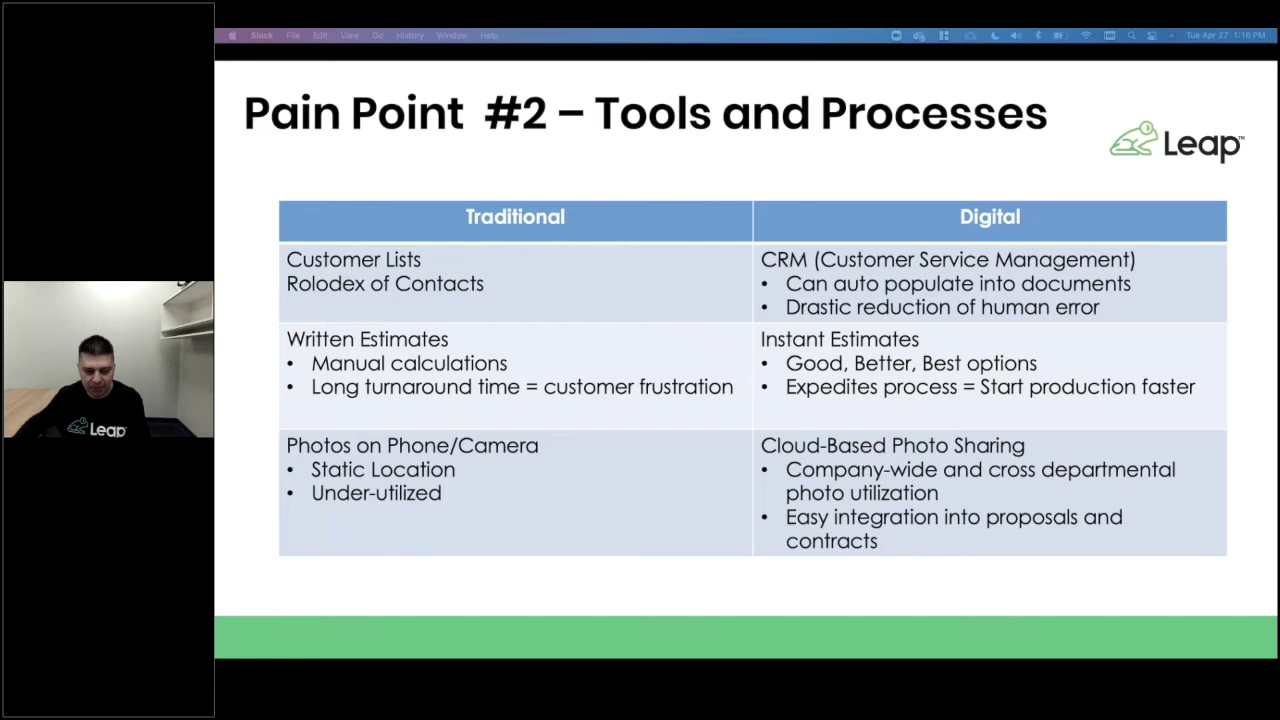 Slack File Edit View Go History Window Help
Tue Apr 27 1:16 PM
Pain Point #2 – Tools and Processes
Leap™
Traditional
Digital
Customer Lists
Rolodex of Contacts
CRM (Customer Service Management)
• Can auto populate into documents
• Drastic reduction of human error
Written Estimates
• Manual calculations
• Long turnaround time = customer frustration
Instant Estimates
• Good, Better, Best options
• Expedites process = Start production faster
Photos on Phone/Camera
• Static Location
• Under-utilized
Cloud-Based Photo Sharing
• Company-wide and cross departmental
photo utilization
• Easy integration into proposals and
contracts
Leap